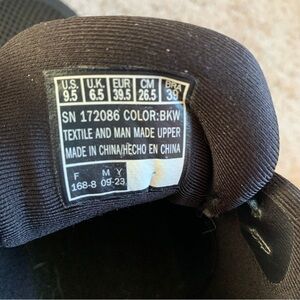 U.S. U.K EUR CM BRA
9.5 6.5 39.5 26.5 39
SN 172086 COLOR:BKW
TEXTILE AND MAN MADE UPPER
MADE IN CHINA/HECHO EN CHINA
F M Y
168-8 09-23